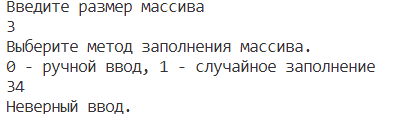 Введите размер массива
3
Выберите метод заполнения массива.
0 - ручной ввод, 1 - случайное заполнение
34
Неверный ввод.